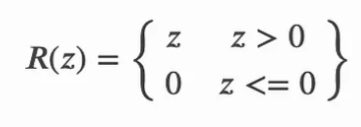 R(z) = { z z > 0 }
{ 0 z <= 0 }